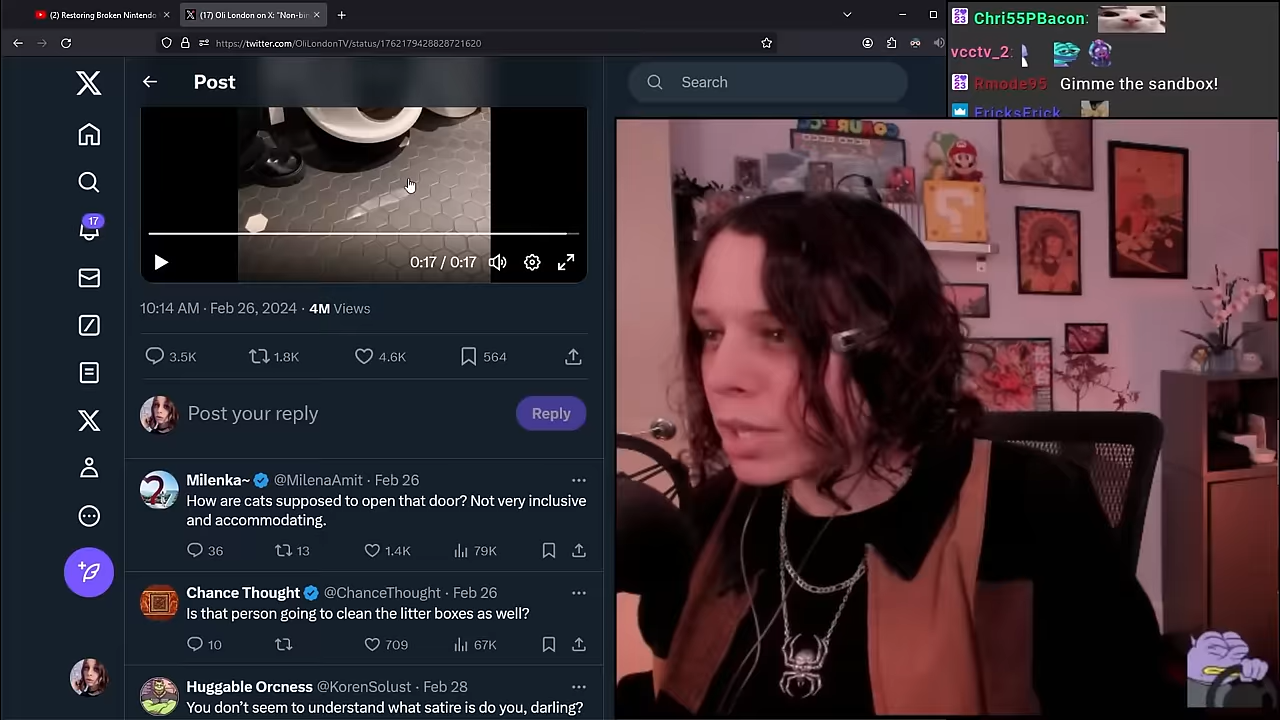 (2) Restoring Broken Nintendo
(17) Oli London on X: "Non-bi
https://twitter.com/OliLondonTV/status/1762179428828721620
Chri55PBacon:
vcctv_2:
Rmode95 Gimme the sandbox!
EricksErick
Post
Search
17
0:17 / 0:17
10:14 AM · Feb 26, 2024 · 4M Views
3.5K 1.8K 4.6K 564
Post your reply
Reply
Milenka~ @MilenaAmit · Feb 26
How are cats supposed to open that door? Not very inclusive
and accommodating.
36 13 1.4K 79K
Chance Thought @ChanceThought · Feb 26
Is that person going to clean the litter boxes as well?
10 709 67K
Huggable Orcness @KorenSolust · Feb 28
You don't seem to understand what satire is do you, darling?